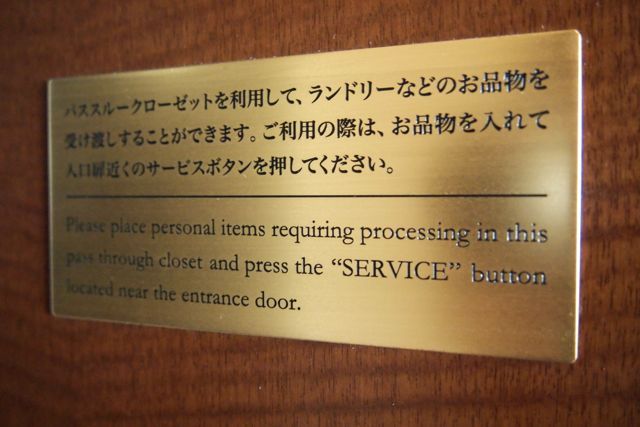 パススルークローゼットを利用して、ランドリーなどのお品物を
受け渡しすることができます。ご利用の際は、お品物を入れて
入口扉近くのサービスボタンを押してください。
Please place personal items requiring processing in this
pass through closet and press the “SERVICE” button
located near the entrance door.